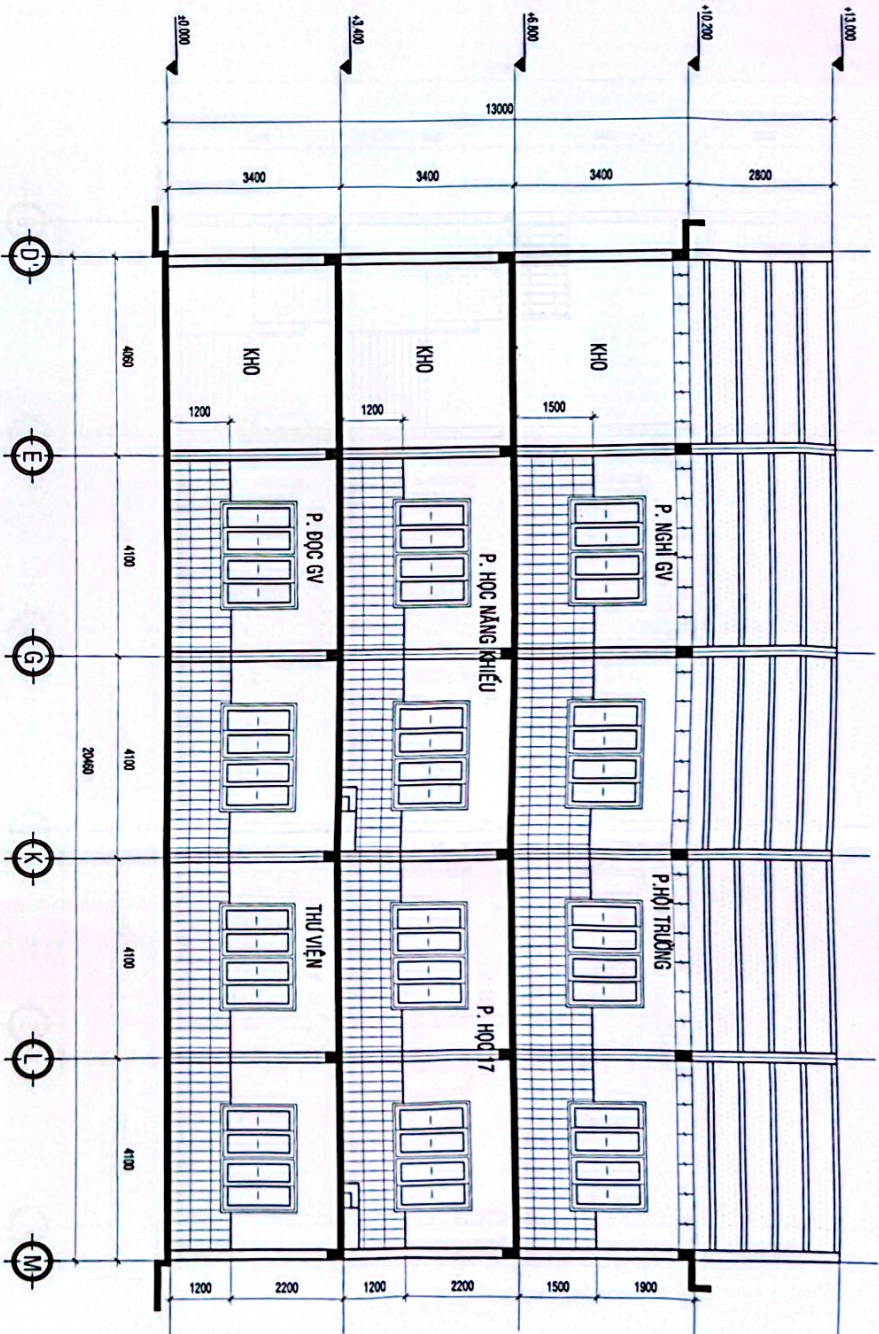 +13.000
+10.200
+6.800
+3.400
±0.000
13000
2800
3400
3400
3400
KHO
KHO
KHO
1500
1200
1200
P. NGHỈ GV
P.HỘI TRƯỜNG
P. HỌC NĂNG KHIẾU
P. HỌC 17
P. ĐỌC GV
THƯ VIỆN
1900
1500
2200
1200
2200
1200
4060
4100
4100
4100
4100
20460
D'
E
G
K
L
M